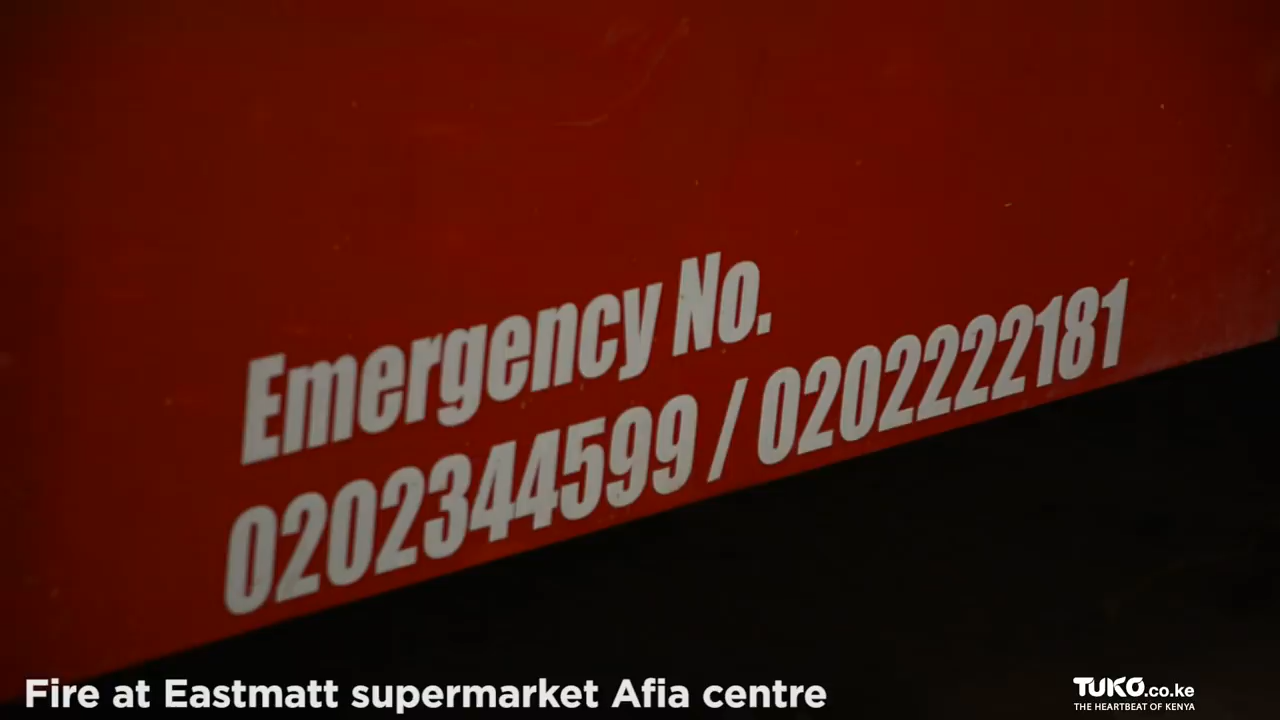 Emergency No.
0202344599 / 0202222181
Fire at Eastmatt supermarket Afia centre
TUKO.co.ke
THE HEARTBEAT OF KENYA